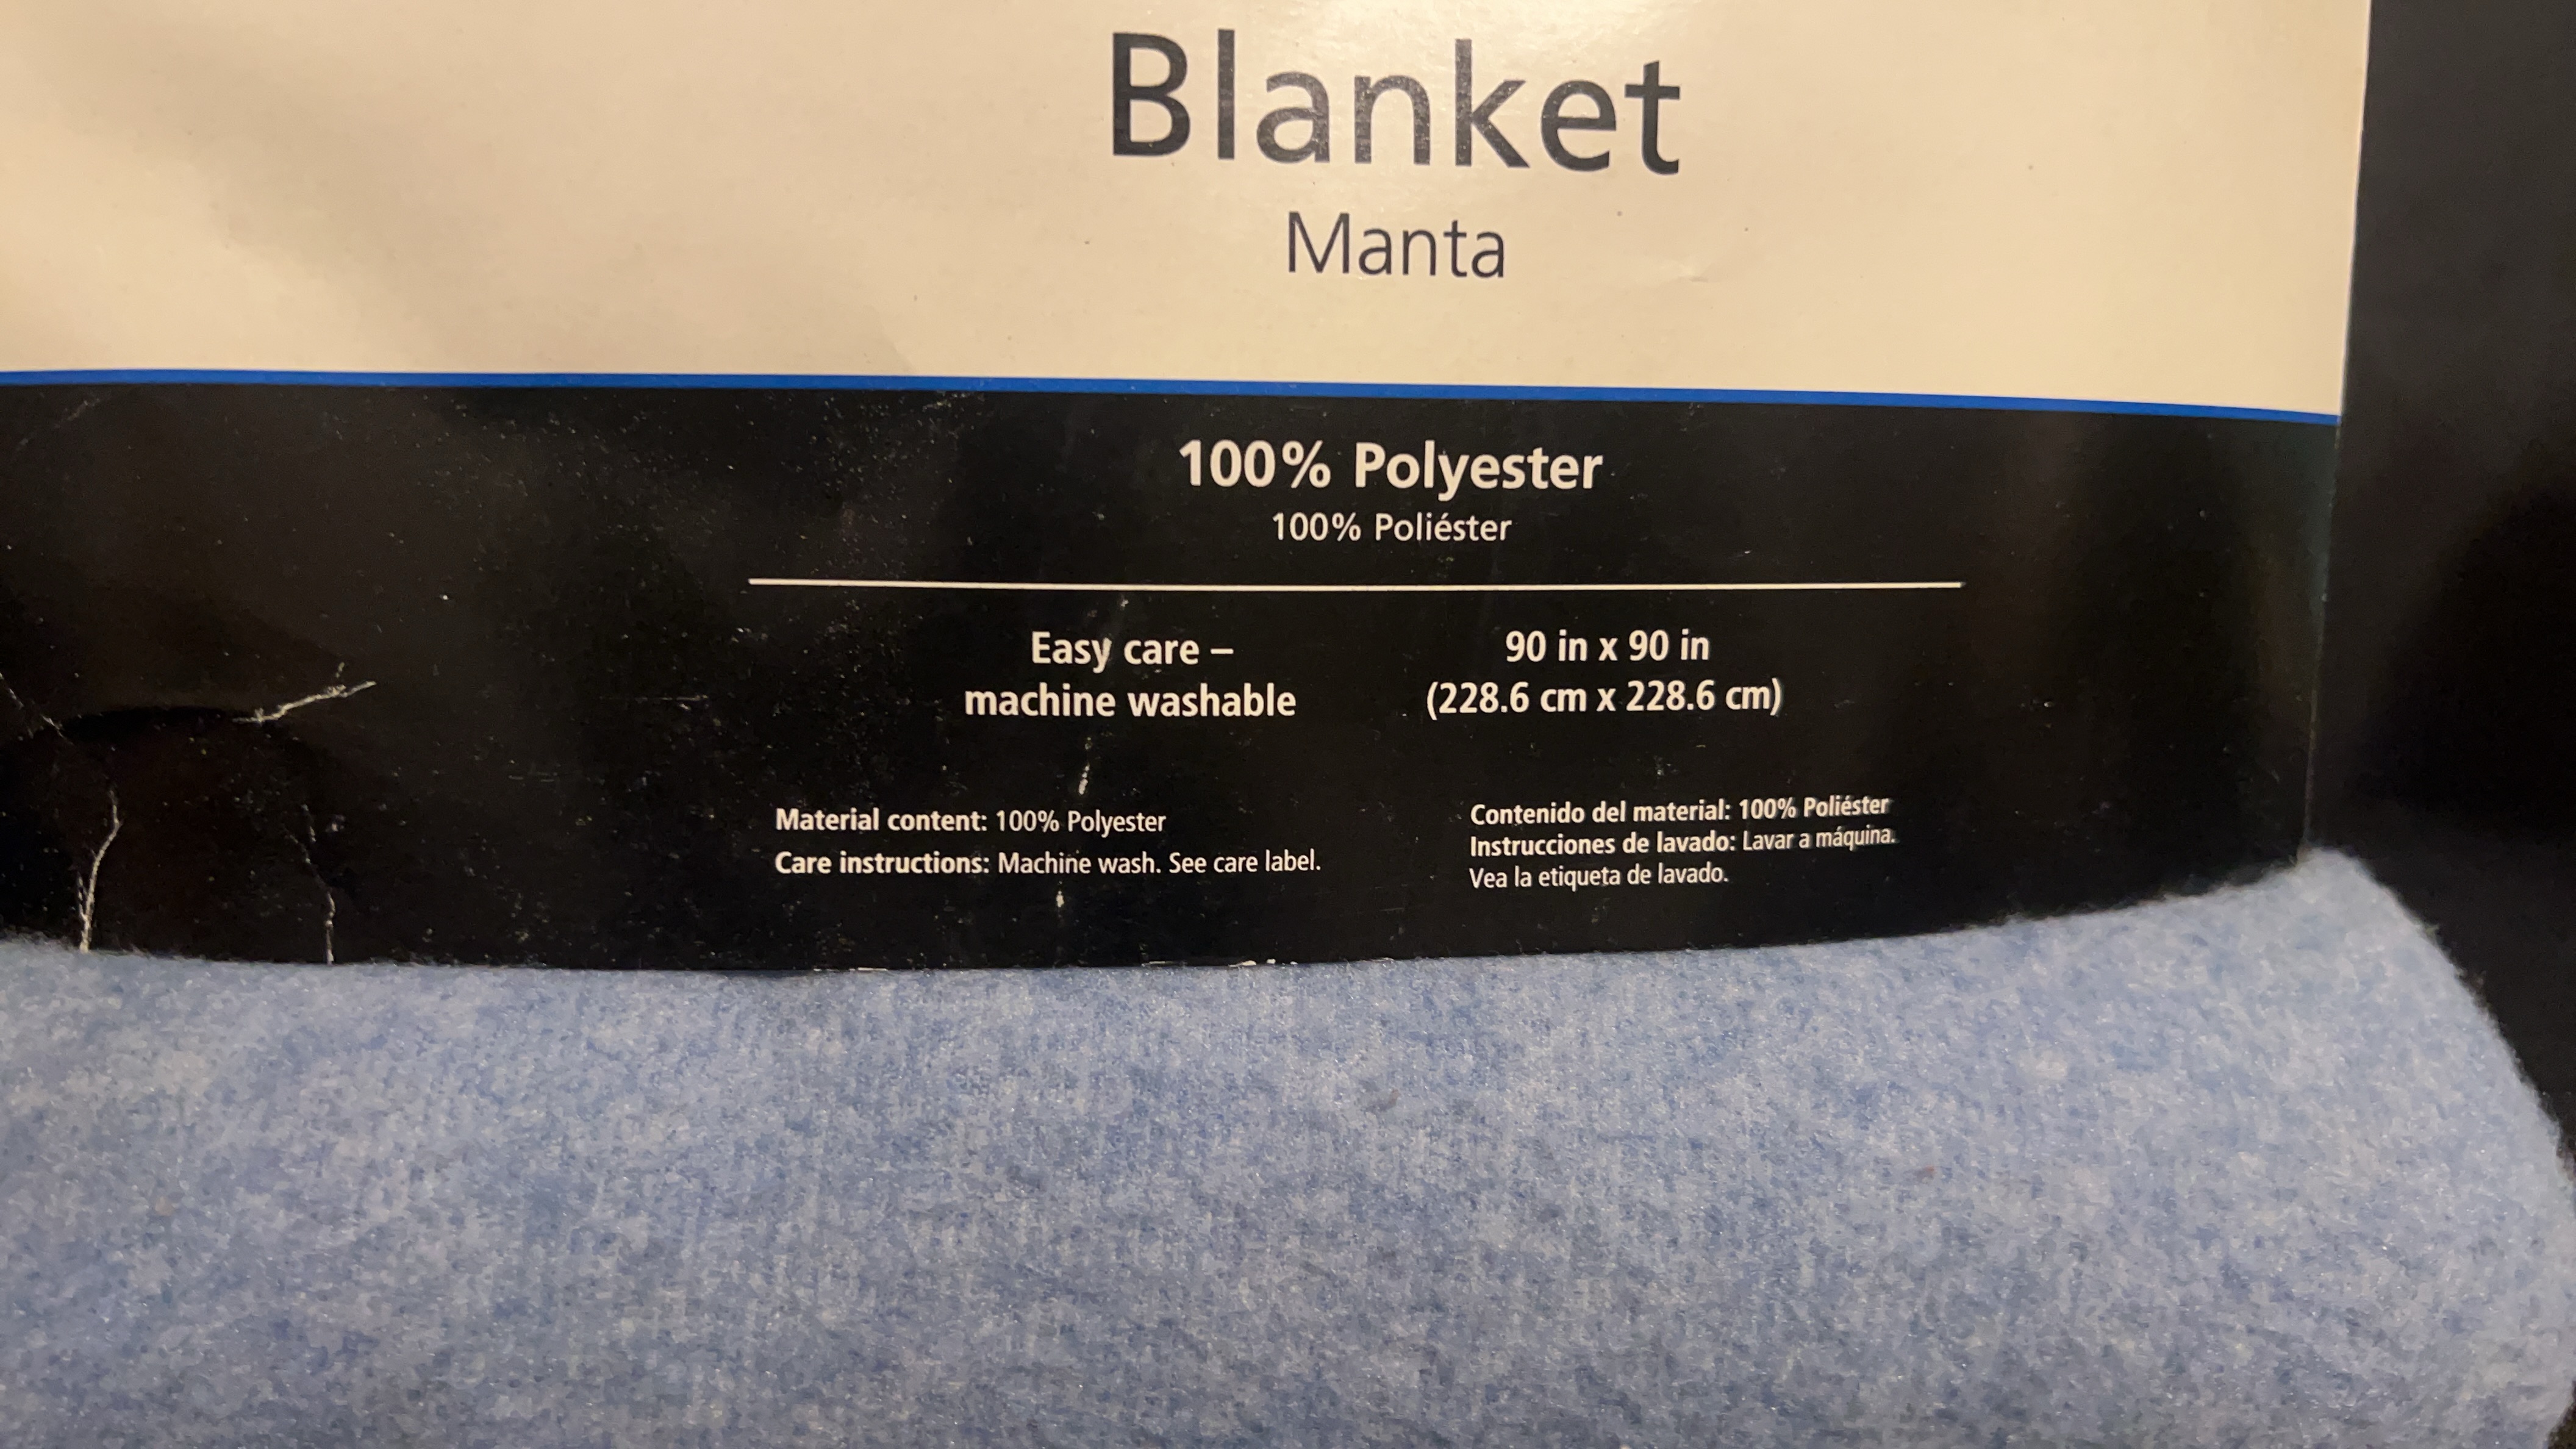 Blanket
Manta
100% Polyester
100% Poliéster
Easy care –
machine washable
90 in x 90 in
(228.6 cm x 228.6 cm)
Material content: 100% Polyester
Care instructions: Machine wash. See care label.
Contenido del material: 100% Poliéster
Instrucciones de lavado: Lavar a máquina.
Vea la etiqueta de lavado.